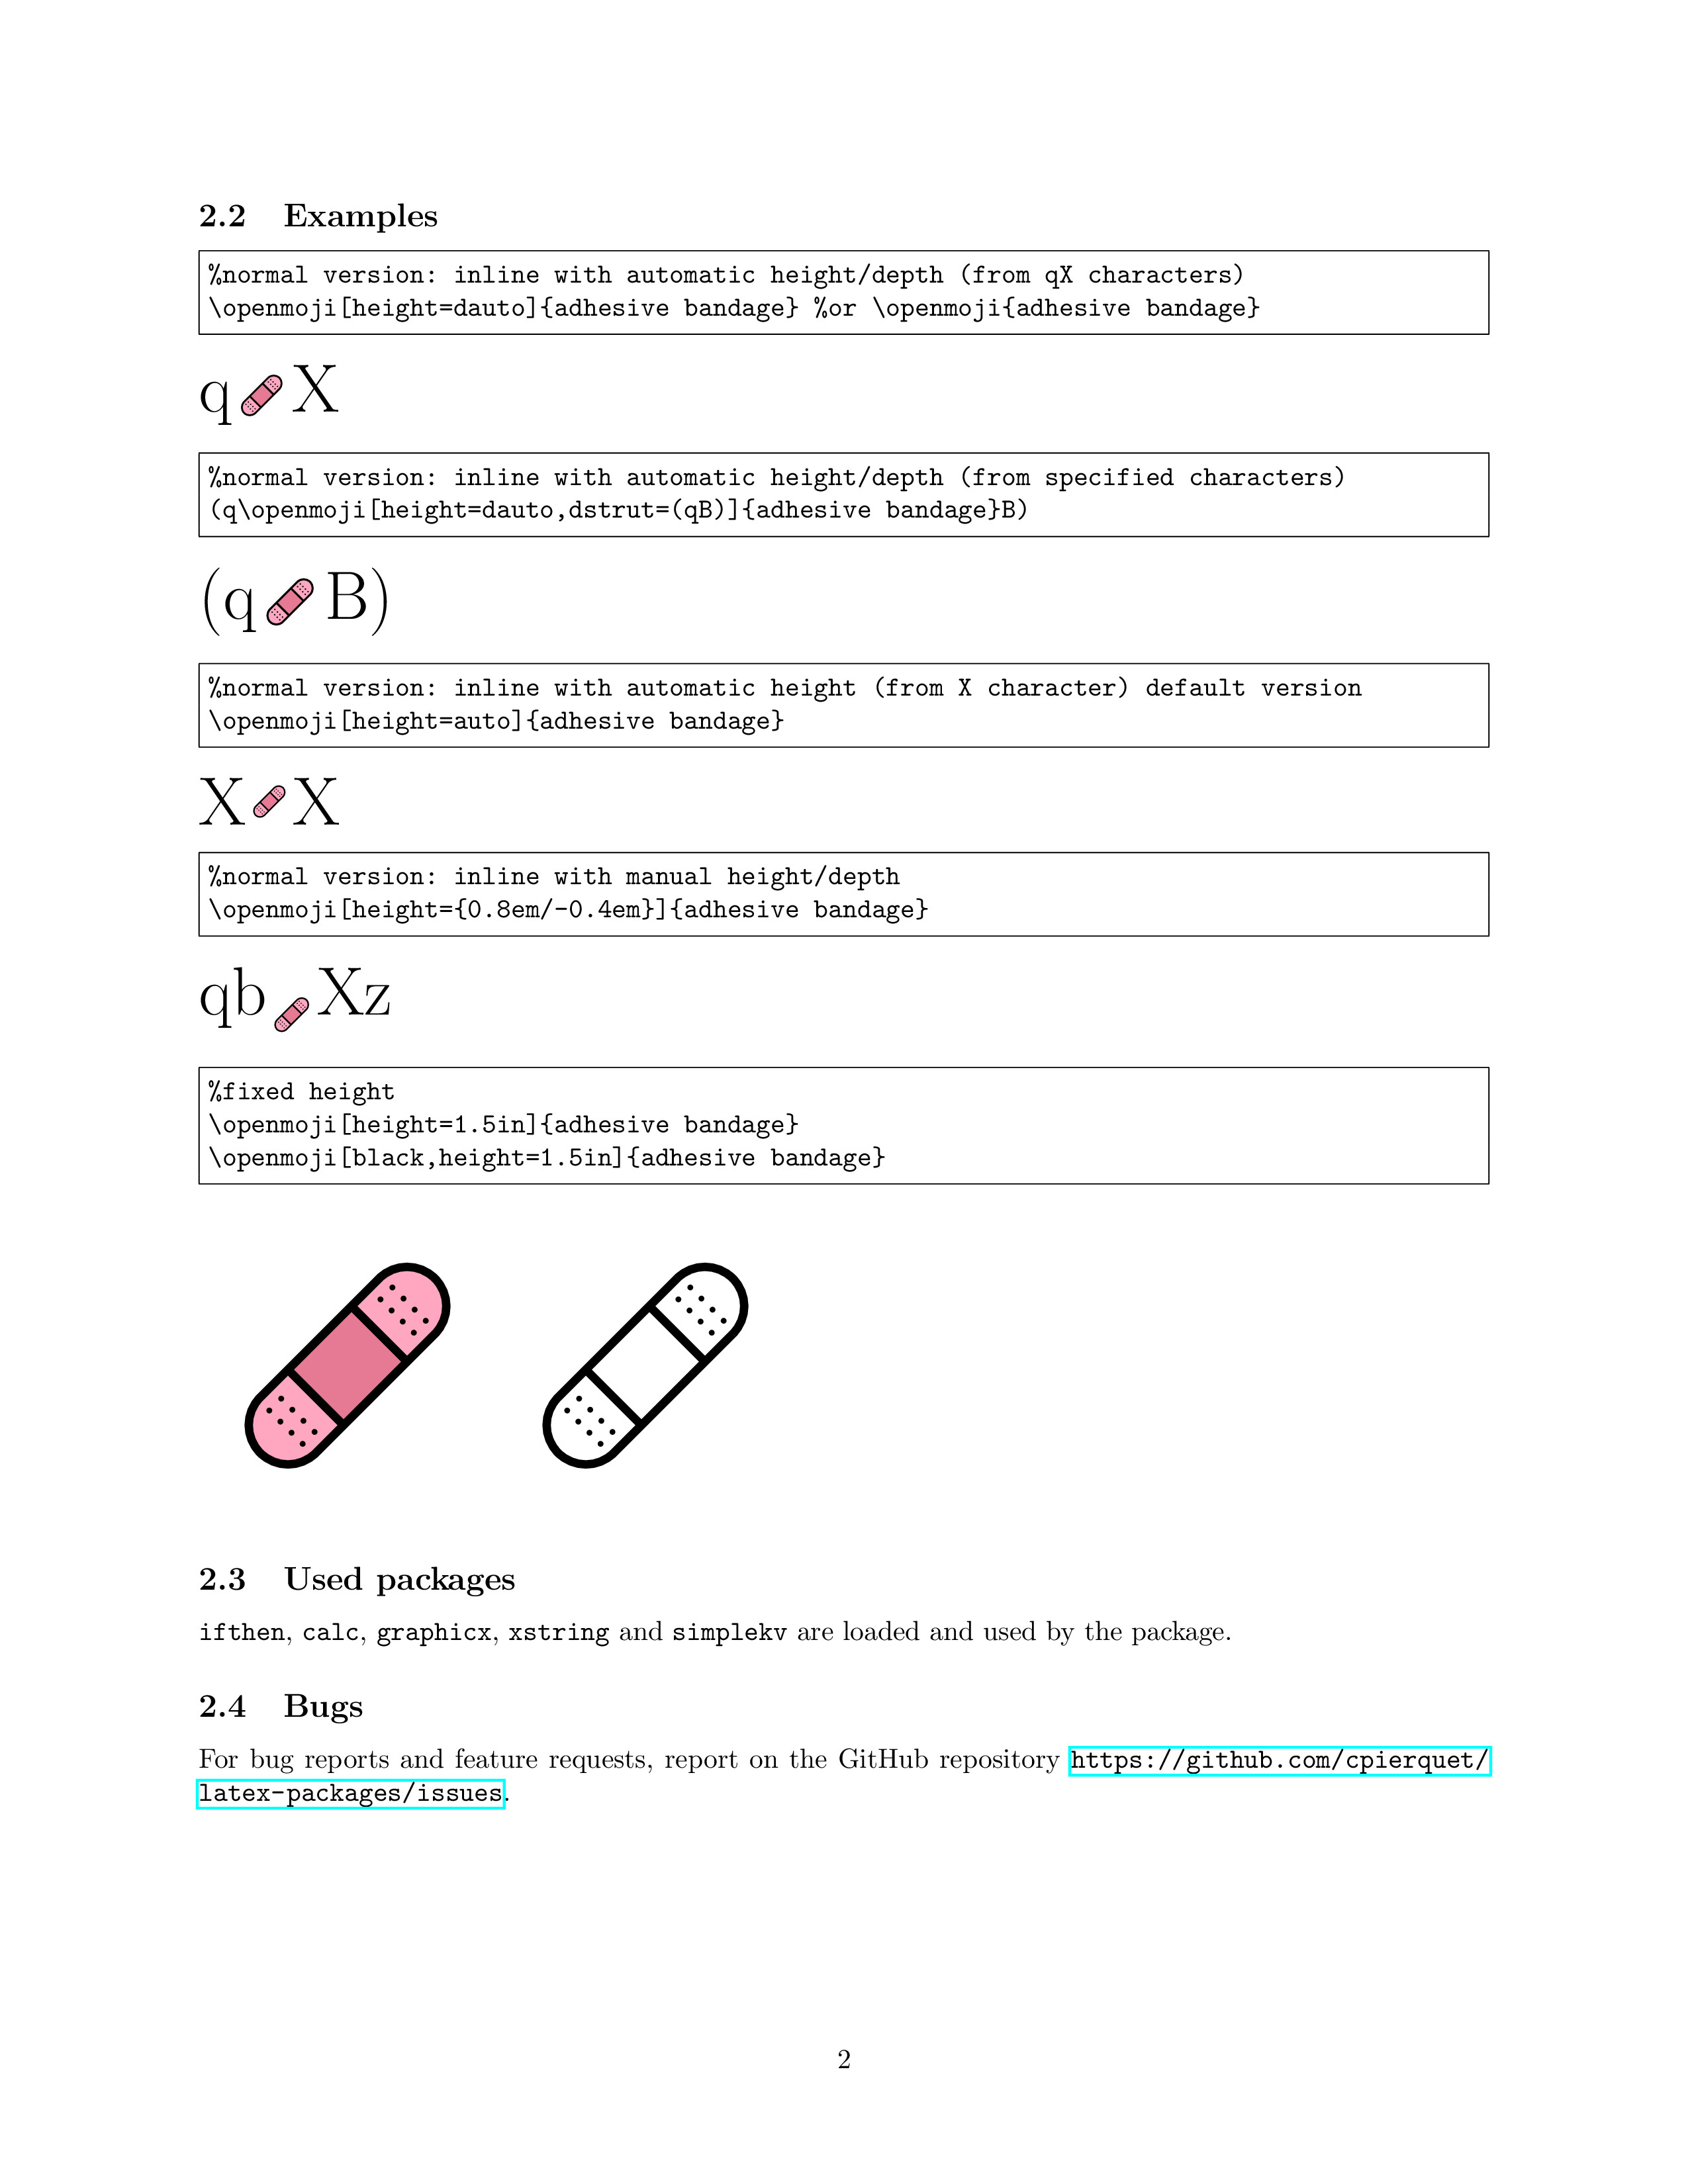 2.2 Examples
%normal version: inline with automatic height/depth (from qX characters)
\openmoji[height=dauto]{adhesive bandage} %or \openmoji{adhesive bandage}
q X
%normal version: inline with automatic height/depth (from specified characters)
(q\openmoji[height=dauto,dstrut=(qB)]{adhesive bandage}B)
(q B)
%normal version: inline with automatic height (from X character) default version
\openmoji[height=auto]{adhesive bandage}
X X
%normal version: inline with manual height/depth
\openmoji[height={0.8em/-0.4em}]{adhesive bandage}
qb Xz
%fixed height
\openmoji[height=1.5in]{adhesive bandage}
\openmoji[black,height=1.5in]{adhesive bandage}
2.3 Used packages
ifthen, calc, graphicx, xstring and simplekv are loaded and used by the package.
2.4 Bugs
For bug reports and feature requests, report on the GitHub repository https://github.com/cpierquet/
latex-packages/issues.
2